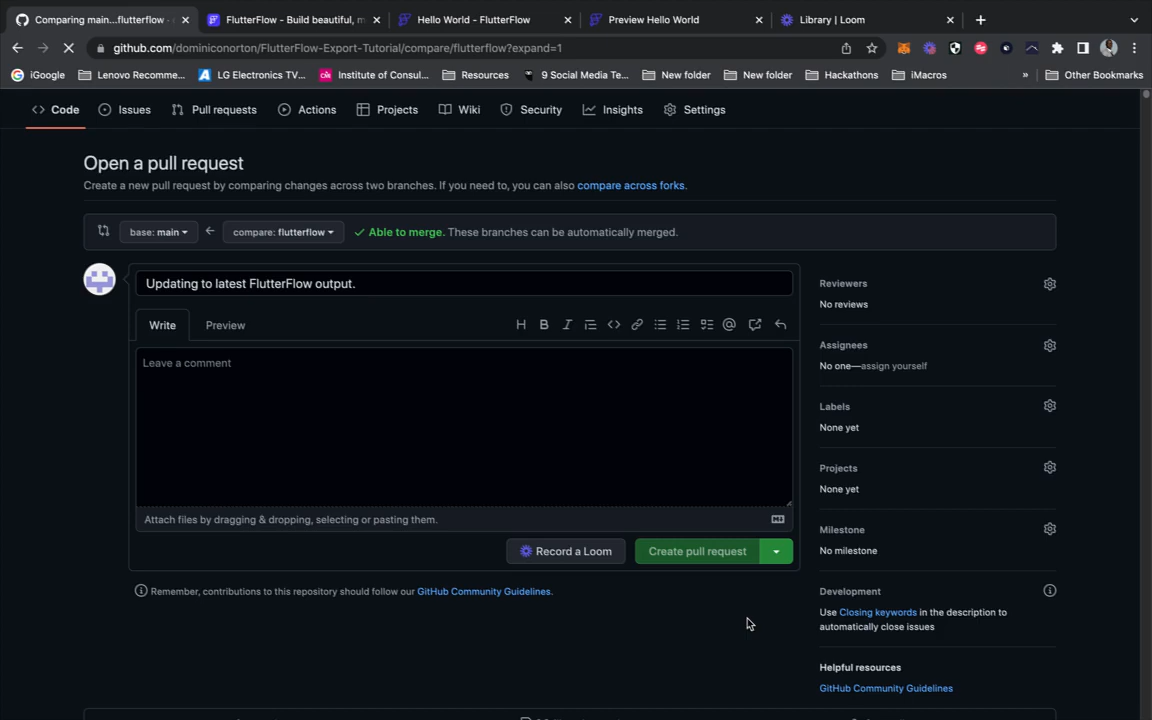 Comparing main...flutterflow -
FlutterFlow - Build beautiful, m
Hello World - FlutterFlow
Preview Hello World
Library | Loom
github.com/dominiconorton/FlutterFlow-Export-Tutorial/compare/flutterflow?expand=1
iGoogle
Lenovo Recomme...
LG Electronics TV...
Institute of Consul...
Resources
9 Social Media Te...
New folder
New folder
Hackathons
iMacros
»
Other Bookmarks
Code
Issues
Pull requests
Actions
Projects
Wiki
Security
Insights
Settings
Open a pull request
Create a new pull request by comparing changes across two branches. If you need to, you can also compare across forks.
base: main
compare: flutterflow
Able to merge. These branches can be automatically merged.
Updating to latest FlutterFlow output.
Write
Preview
Leave a comment
Attach files by dragging & dropping, selecting or pasting them.
Record a Loom
Create pull request
Remember, contributions to this repository should follow our GitHub Community Guidelines.
Reviewers
No reviews
Assignees
No one—assign yourself
Labels
None yet
Projects
None yet
Milestone
No milestone
Development
Use Closing keywords in the description to
automatically close issues
Helpful resources
GitHub Community Guidelines